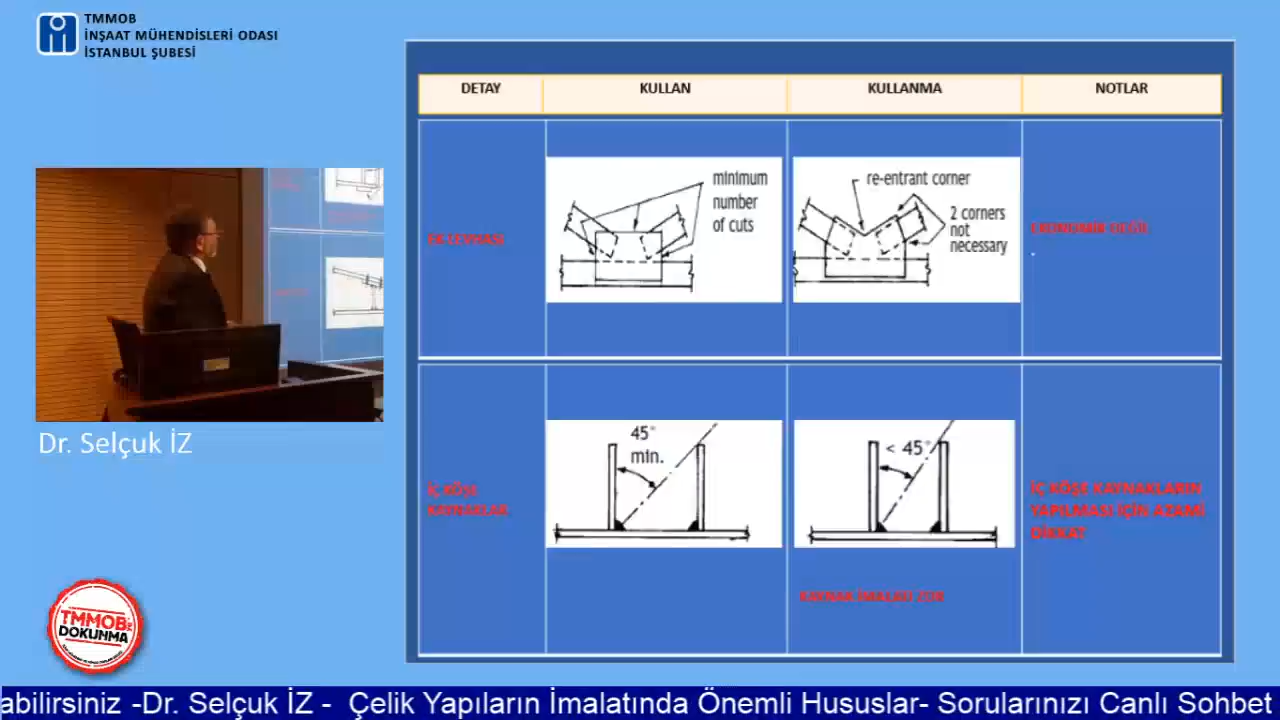 TMMOB
İNŞAAT MÜHENDİSLERİ ODASI
İSTANBUL ŞUBESİ
DETAY
KULLAN
KULLANMA
NOTLAR
minimum
number
of cuts
re-entrant corner
2 corners
not
necessary
EKONOMİK DEĞİL
45°
min.
< 45°
İÇ KÖŞE
KAYNAKLAR
İÇ KÖŞE KAYNAKLARIN
YAPILMASI İÇİN AZAMİ
DİKKAT
KAYNAK İMALATI ZOR
Dr. Selçuk İZ
TMMOB'ye
DOKUNMA
abilirsiniz -Dr. Selçuk İZ - Çelik Yapıların İmalatında Önemli Hususlar- Sorularınızı Canlı Sohbet